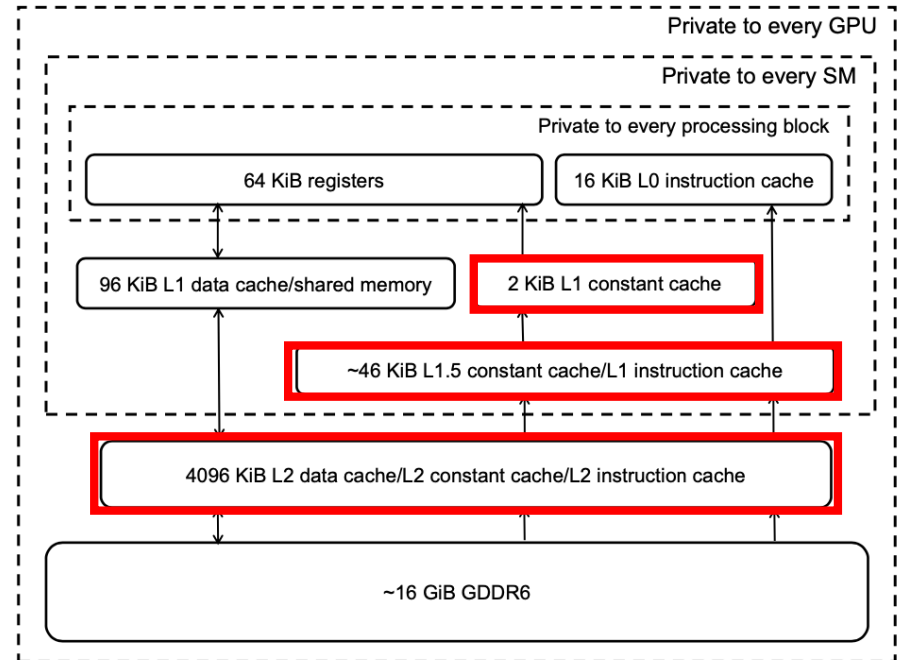 Private to every GPU
Private to every SM
Private to every processing block
64 KiB registers
16 KiB L0 instruction cache
96 KiB L1 data cache/shared memory
2 KiB L1 constant cache
~46 KiB L1.5 constant cache/L1 instruction cache
4096 KiB L2 data cache/L2 constant cache/L2 instruction cache
~16 GiB GDDR6